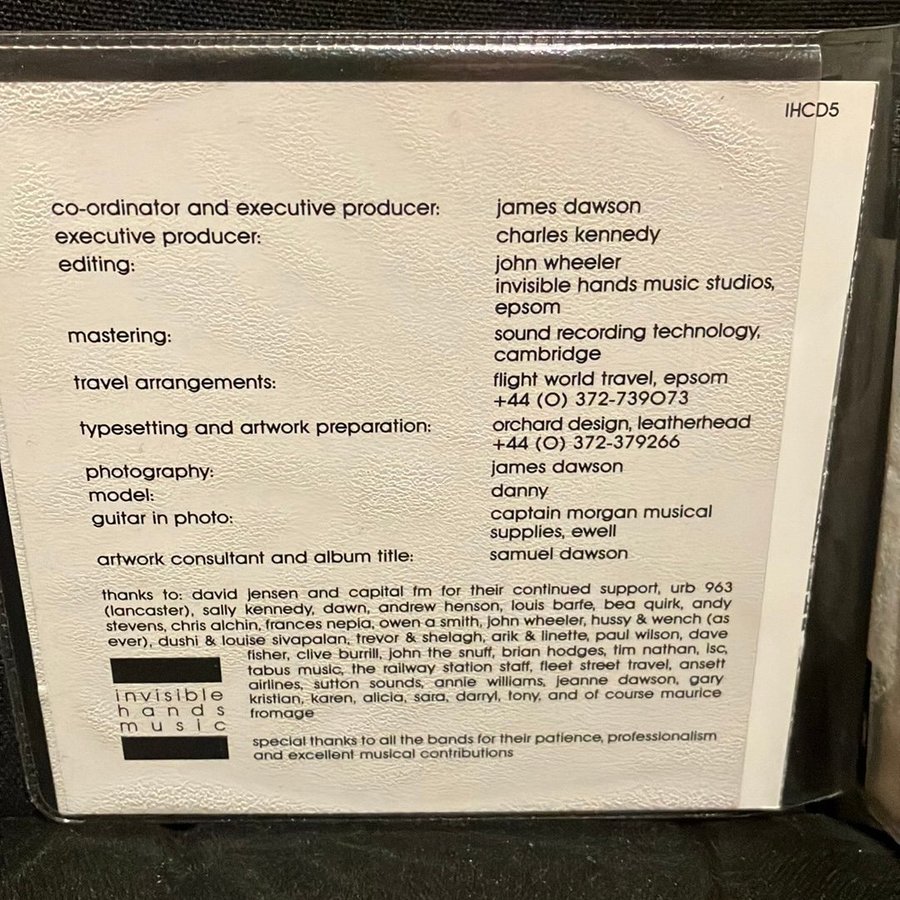 IHCD5
co-ordinator and executive producer: james dawson
executive producer: charles kennedy
editing: john wheeler
invisible hands music studios,
epsom
mastering: sound recording technology,
cambridge
travel arrangements: flight world travel, epsom
+44 (0) 372-739073
typesetting and artwork preparation: orchard design, leatherhead
+44 (0) 372-379266
photography: james dawson
model: danny
guitar in photo: captain morgan musical
supplies, ewell
artwork consultant and album title: samuel dawson
thanks to: david jensen and capital fm for their continued support, urb 963
(lancaster), sally kennedy, dawn, andrew henson, louis barfe, bea quirk, andy
stevens, chris alchin, frances nepia, owen a smith, john wheeler, hussy & wench (as
ever), dushi & louise sivapalan, trevor & shelagh, arik & linette, paul wilson, dave
fisher, clive burrill, john the snuff, brian hodges, tim nathan, lsc,
tabus music, the railway station staff, fleet street travel, ansett
airlines, sutton sounds, annie williams, jeanne dawson, gary
kristian, karen, alicia, sara, darryl, tony, and of course maurice
fromage
invisible
hands
music
special thanks to all the bands for their patience, professionalism
and excellent musical contributions